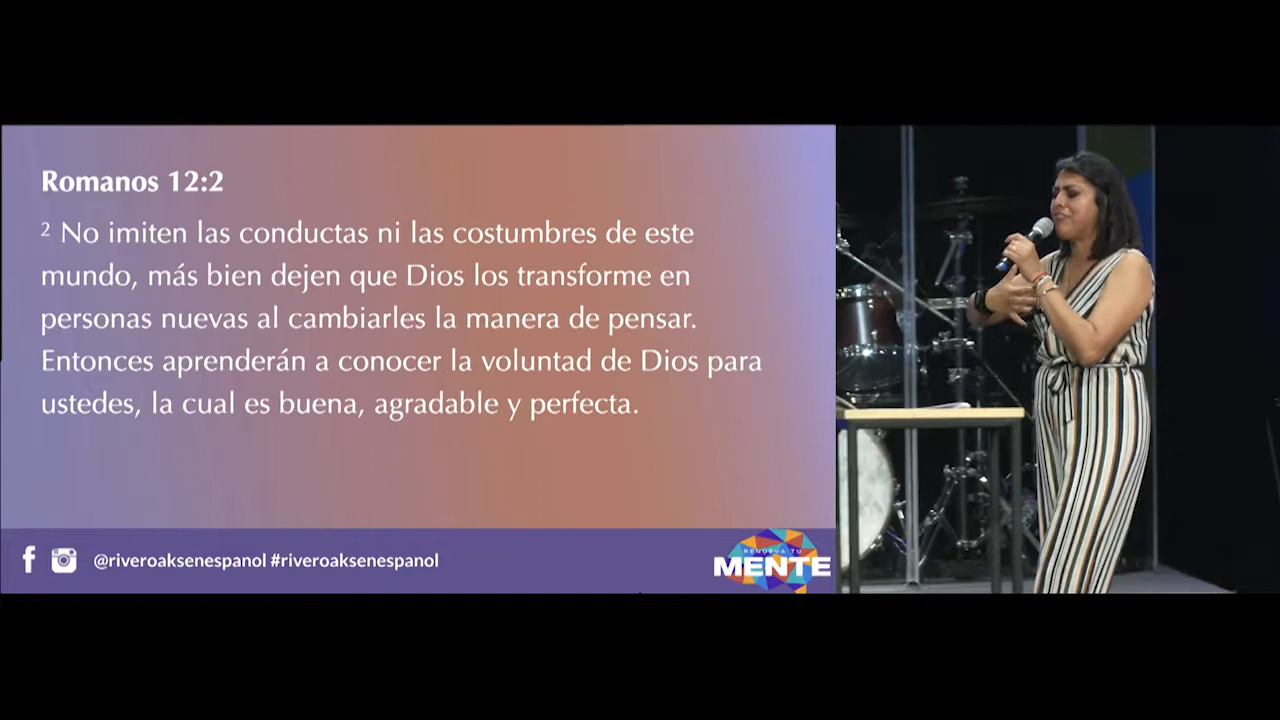 Romanos 12:2
² No imiten las conductas ni las costumbres de este
mundo, más bien dejen que Dios los transforme en
personas nuevas al cambiarles la manera de pensar.
Entonces aprenderán a conocer la voluntad de Dios para
ustedes, la cual es buena, agradable y perfecta.
@riveroaksenespanol #riveroaksenespanol
RENUEVA TU
MENTE